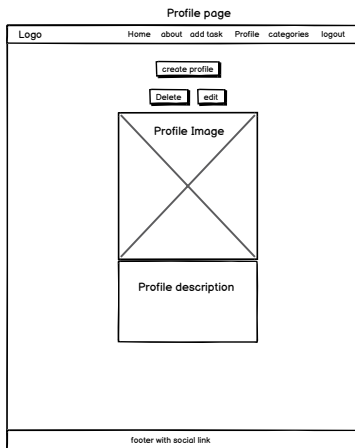 Profile page
Logo Home about add task Profile categories logout
create profile
Delete edit
Profile Image
Profile description
footer with social link